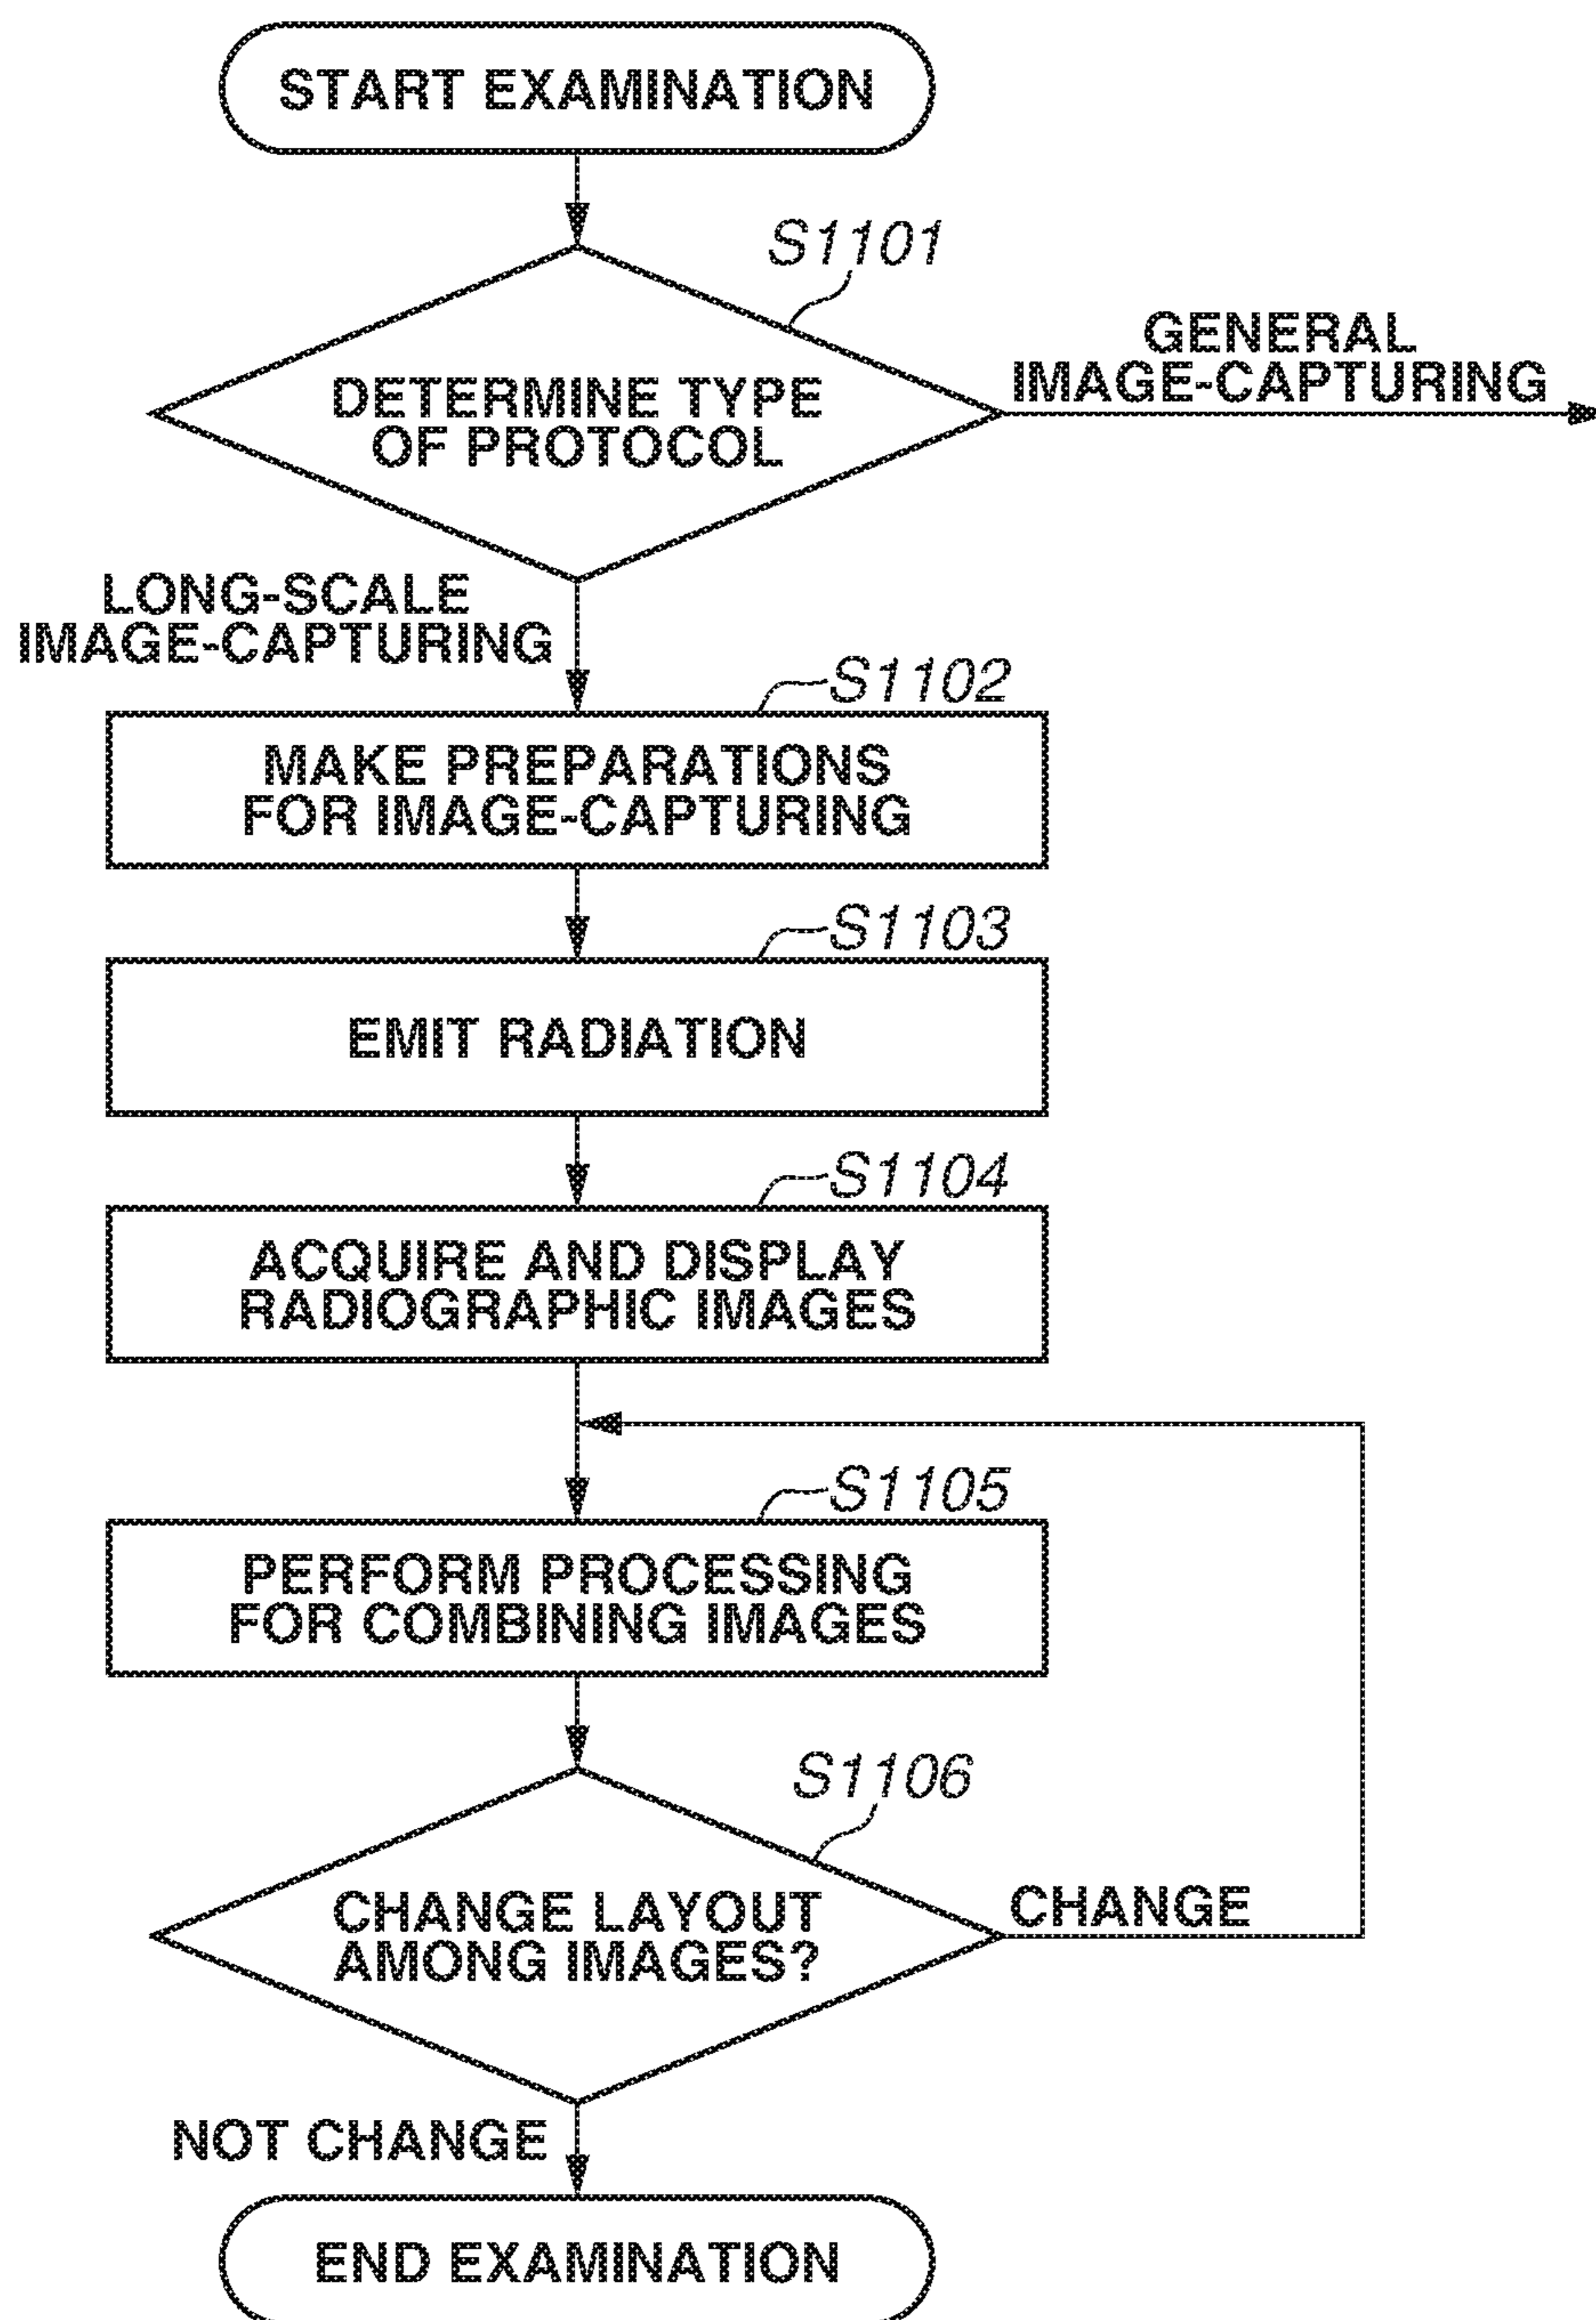 START EXAMINATION
S1101
GENERAL
IMAGE-CAPTURING
DETERMINE TYPE
OF PROTOCOL
LONG-SCALE
IMAGE-CAPTURING
S1102
MAKE PREPARATIONS
FOR IMAGE-CAPTURING
S1103
EMIT RADIATION
S1104
ACQUIRE AND DISPLAY
RADIOGRAPHIC IMAGES
S1105
PERFORM PROCESSING
FOR COMBINING IMAGES
S1106
CHANGE LAYOUT
AMONG IMAGES?
CHANGE
NOT CHANGE
END EXAMINATION